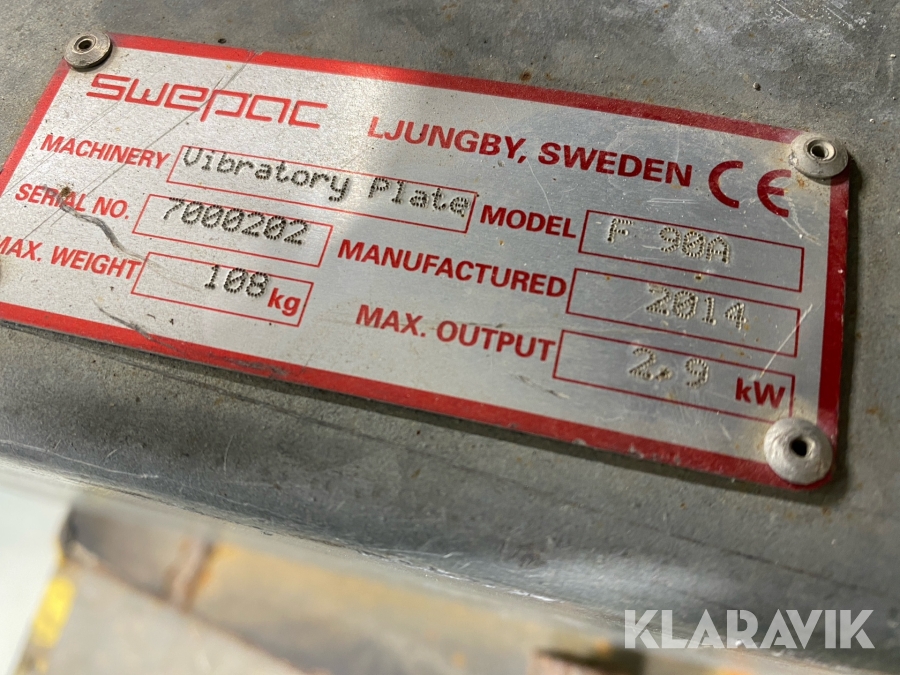 swepac LJUNGBY, SWEDEN CE
MACHINERY Vibratory Plate MODEL F 90A
SERIAL NO. 7000202 MANUFACTURED 2014
MAX. WEIGHT 108 kg MAX. OUTPUT 2,9 kW
KLARAVIK